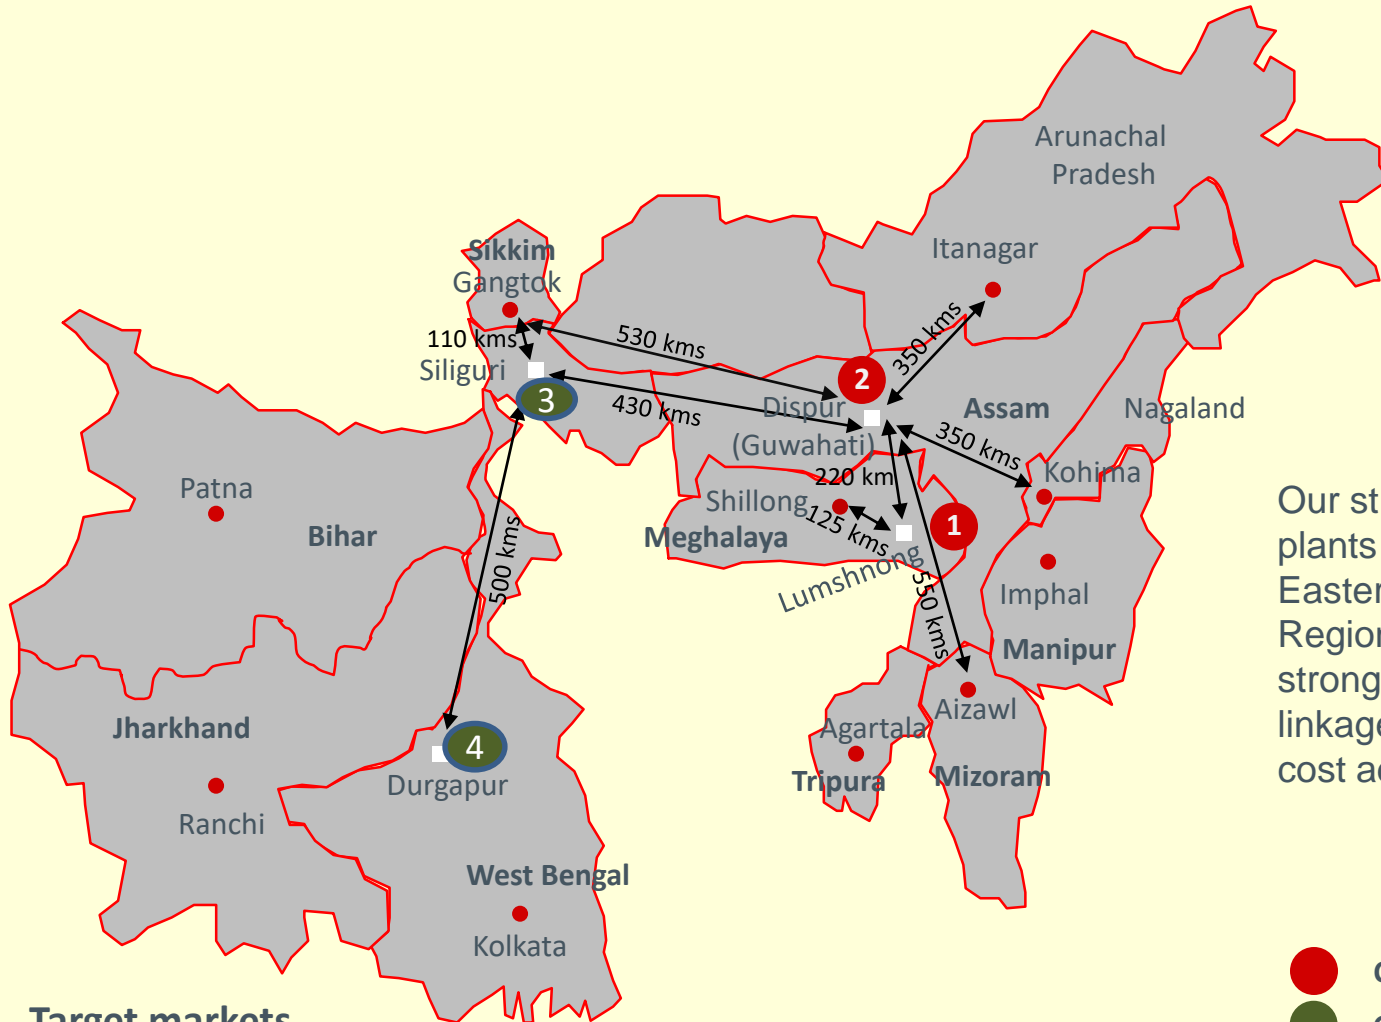 Arunachal
Pradesh
Itanagar
Sikkim
Gangtok
110 kms
Siliguri
530 kms
350 kms
2
3
430 kms
Dispur
(Guwahati)
Assam
Nagaland
350 kms
Kohima
220 km
Shillong
125 kms
1
Meghalaya
Lumshnong
550 kms
Imphal
Manipur
Patna
Bihar
500 kms
Aizawl
Agartala
Tripura
Mizoram
Jharkhand
4
Durgapur
Ranchi
West Bengal
Kolkata
Our st
plants
Easter
Region
strong
linkage
cost a
Target markets